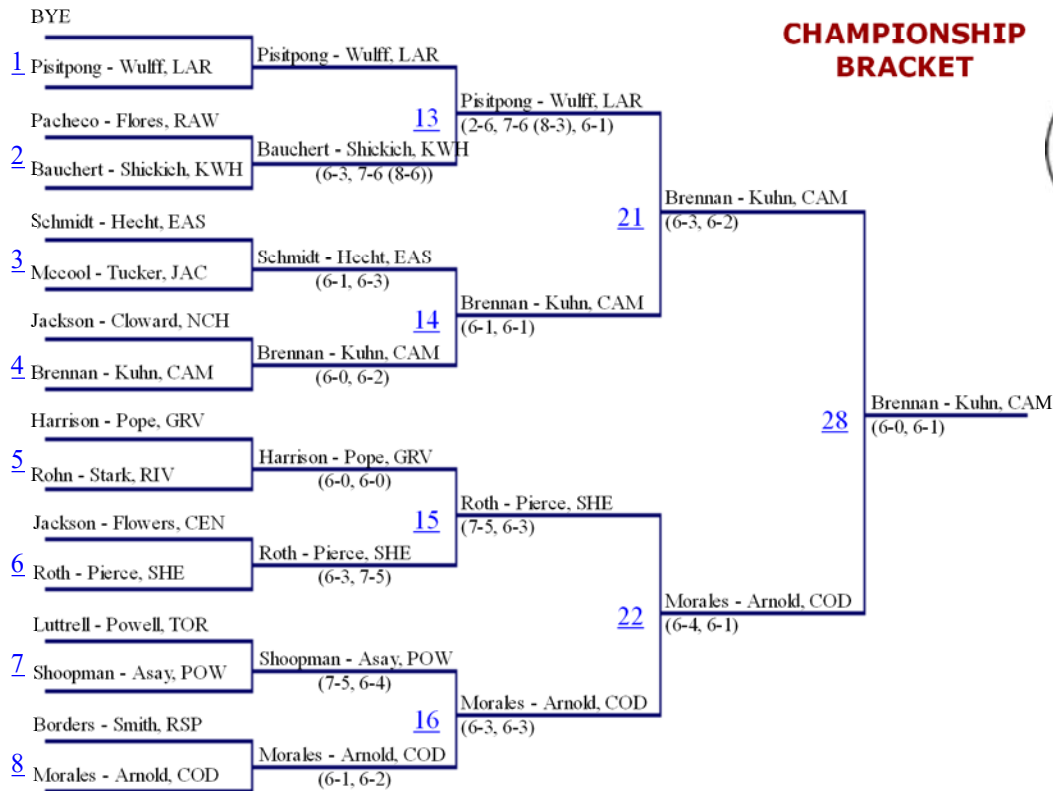 BYE
CHAMPIONSHIP
BRACKET
1
Pisitpong - Wulff, LAR
Pisitpong - Wulff, LAR
Pacheco - Flores, RAW
13
Pisitpong - Wulff, LAR
(2-6, 7-6 (8-3), 6-1)
2
Bauchert - Shickich, KWH
Bauchert - Shickich, KWH
(6-3, 7-6 (8-6))
21
Brennan - Kuhn, CAM
(6-3, 6-2)
Schmidt - Hecht, EAS
3
Mccool - Tucker, JAC
Schmidt - Hecht, EAS
(6-1, 6-3)
Jackson - Cloward, NCH
14
Brennan - Kuhn, CAM
(6-1, 6-1)
4
Brennan - Kuhn, CAM
Brennan - Kuhn, CAM
(6-0, 6-2)
28
Brennan - Kuhn, CAM
(6-0, 6-1)
Harrison - Pope, GRV
5
Rohn - Stark, RIV
Harrison - Pope, GRV
(6-0, 6-0)
Jackson - Flowers, CEN
15
Roth - Pierce, SHE
(7-5, 6-3)
6
Roth - Pierce, SHE
Roth - Pierce, SHE
(6-3, 7-5)
22
Morales - Arnold, COD
(6-4, 6-1)
Luttrell - Powell, TOR
7
Shoopman - Asay, POW
Shoopman - Asay, POW
(7-5, 6-4)
Borders - Smith, RSP
16
Morales - Arnold, COD
(6-3, 6-3)
8
Morales - Arnold, COD
Morales - Arnold, COD
(6-1, 6-2)